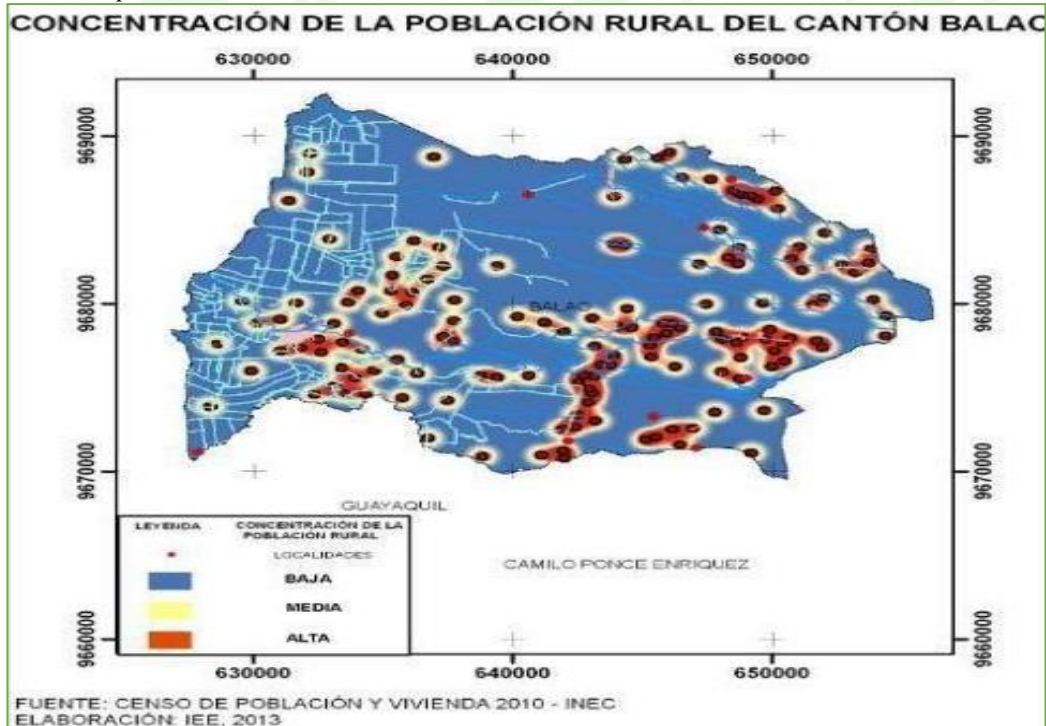 CONCENTRACIÓN DE LA POBLACIÓN RURAL DEL CANTÓN BALAC
630000 640000 650000
9690000 9690000
9680000 9680000
BALAO
9670000 9670000
GUAYAQUIL
CAMILO PONCE ENRIQUEZ
9660000 9660000
LEYENDA
CONCENTRACIÓN DE LA
POBLACIÓN RURAL
LOCALIDADES
BAJA
MEDIA
ALTA
630000 640000 650000
FUENTE: CENSO DE POBLACIÓN Y VIVIENDA 2010 - INEC
ELABORACIÓN: IEE, 2013